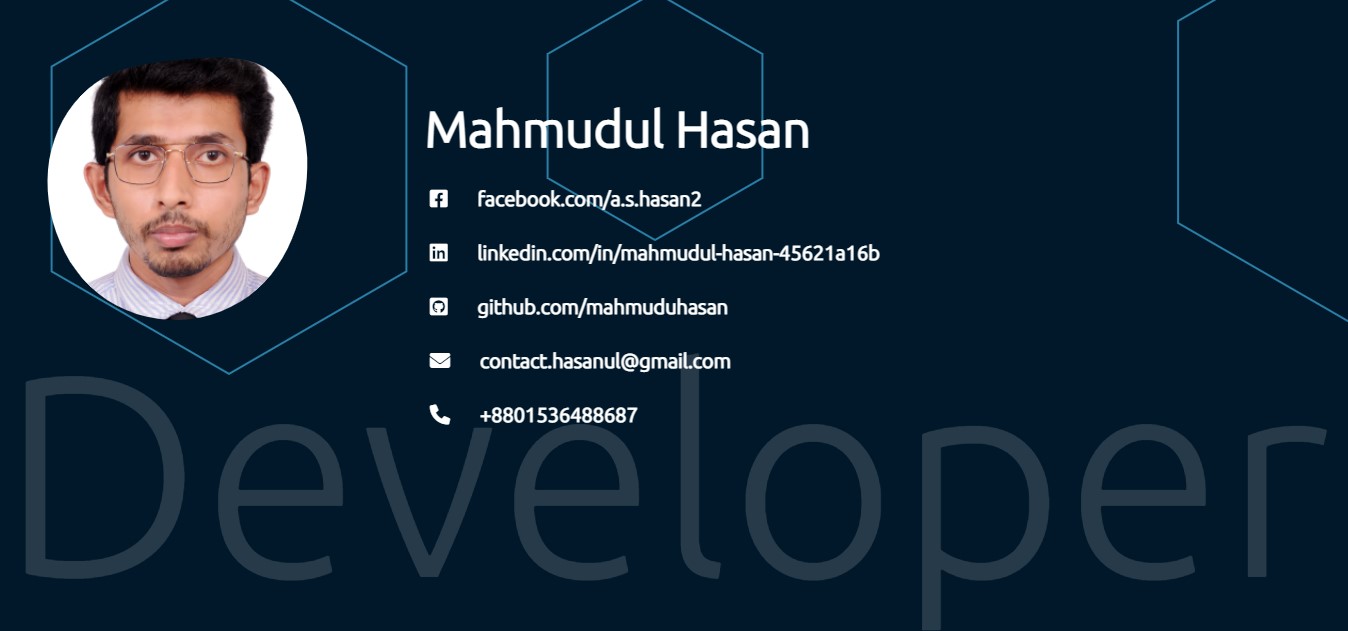 Mahmudul Hasan
facebook.com/a.s.hasan2
linkedin.com/in/mahmudul-hasan-45621a16b
github.com/mahmuduhasan
contact.hasanul@gmail.com
+8801536488687
Developer